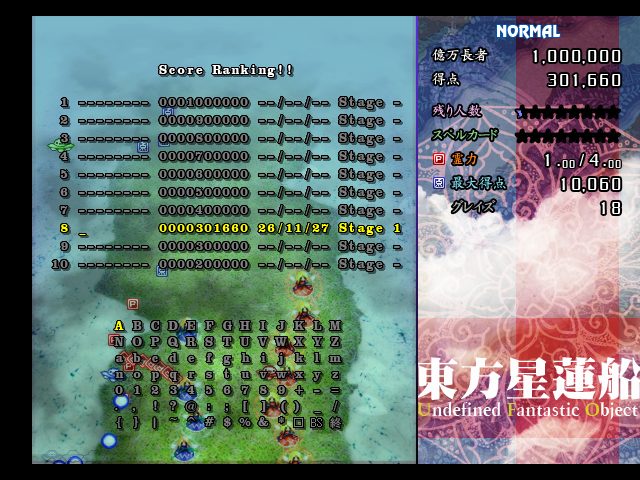 Score Ranking!!
1 -------- 0001000000 --/--/-- Stage -
2 -------- 0000900000 --/--/-- Stage -
3 -------- 0000800000 --/--/-- Stage -
4 -------- 0000700000 --/--/-- Stage -
5 -------- 0000600000 --/--/-- Stage -
6 -------- 0000500000 --/--/-- Stage -
7 -------- 0000400000 --/--/-- Stage -
8 _ 0000301660 26/11/27 Stage 1
9 -------- 0000300000 --/--/-- Stage -
10 -------- 0000200000 --/--/-- Stage -
A B C D E F G H I J K L M
N O P Q R S T U V W X Y Z
a b c d e f g h i j k l m
n o p q r s t u v w x y z
0 1 2 3 4 5 6 7 8 9 + - =
. , ! ? @ : ; [ ] ( ) _ /
{ } | ~ ^ # $ % & * □ BS 終
NORMAL
億万長者 1,000,000
得点 301,660
残り人数
スペルカード
P 霊力 1.00/4.00
最大得点 10,060
グレイズ 18
東方星蓮船
Undefined Fantastic Object